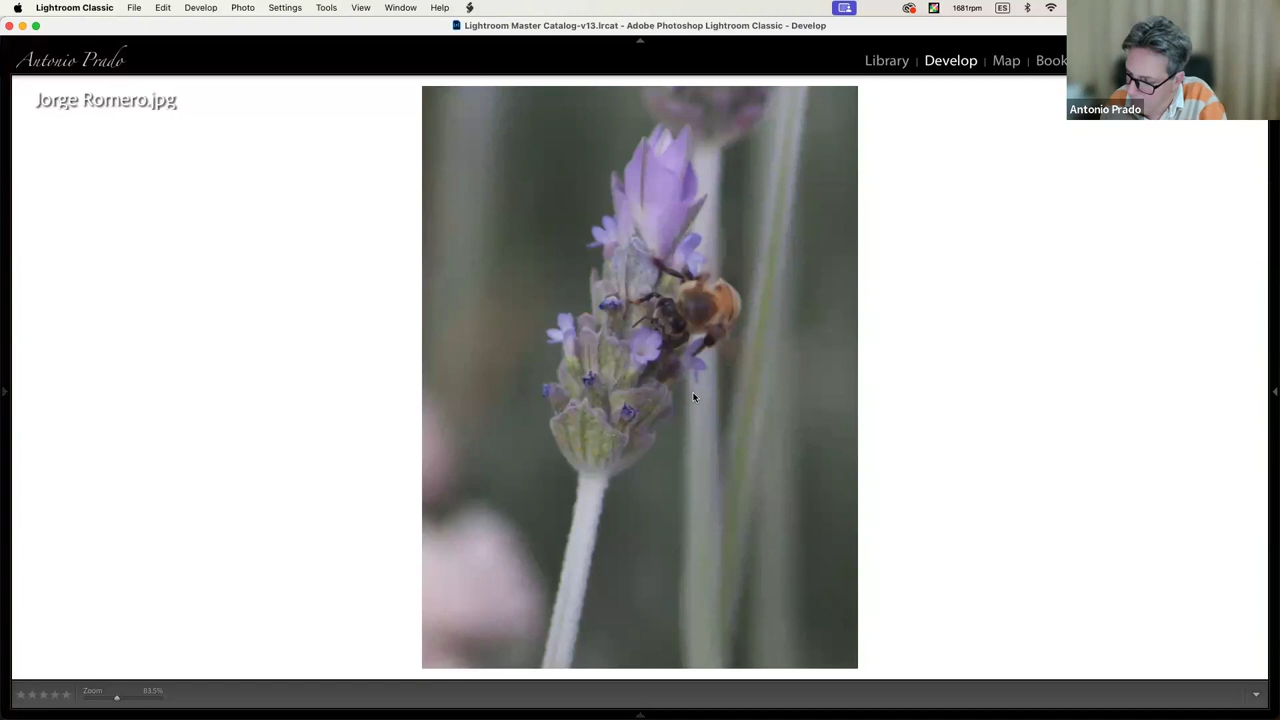 Lightroom Classic File Edit Develop Photo Settings Tools View Window Help 1681rpm ES
Lightroom Master Catalog-v13.lrcat - Adobe Photoshop Lightroom Classic - Develop
Antonio Prado Library | Develop | Map | Book
Jorge Romero.jpg
Antonio Prado
Zoom 83,5%